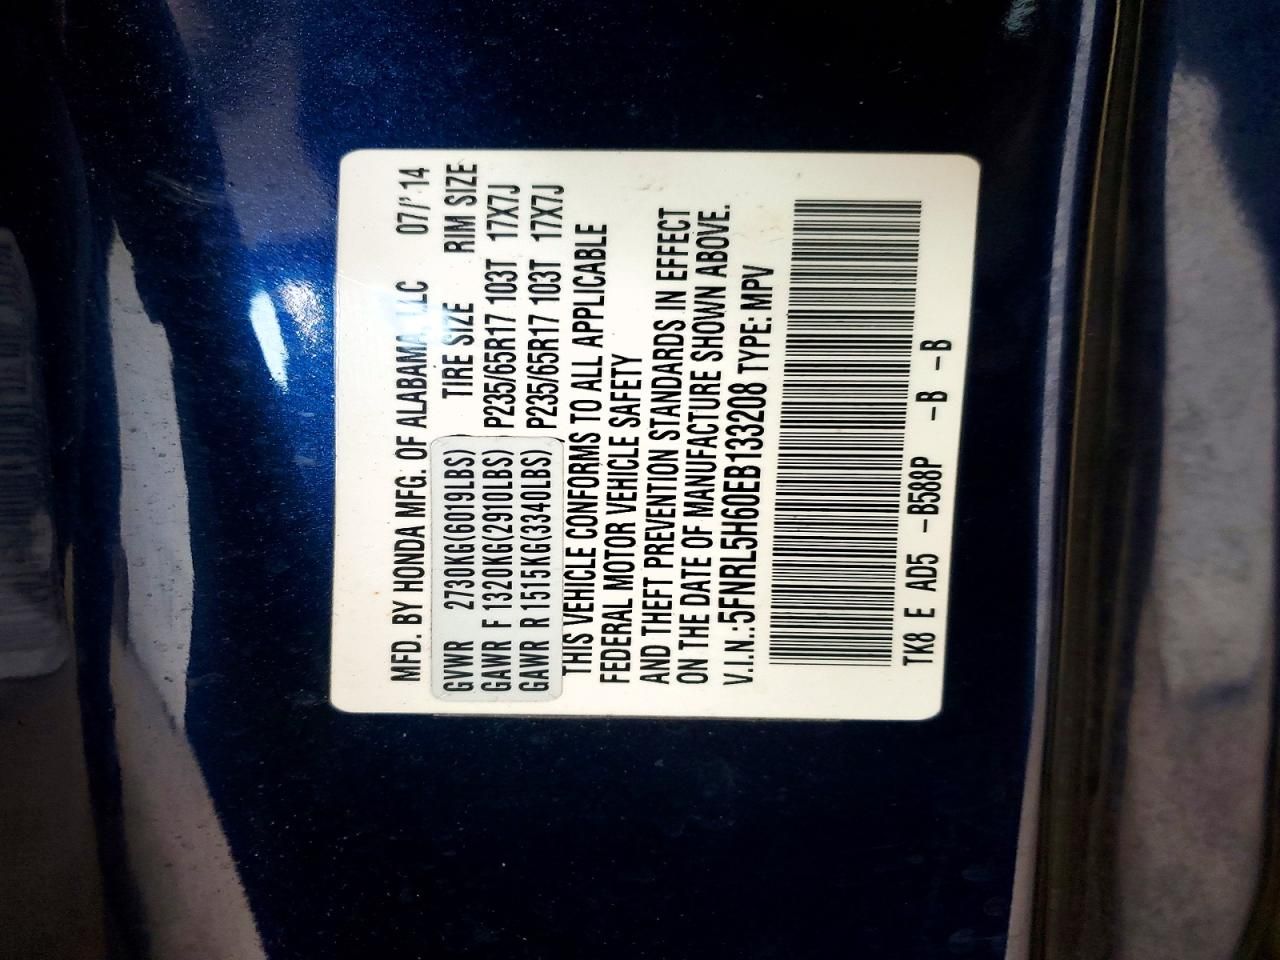 MFD. BY HONDA MFG. OF ALABAMA, LLC 07/'14
GVWR 2730KG(6019LBS) TIRE SIZE RIM SIZE
GAWR F 1320KG(2910LBS) P235/65R17 103T 17X7J
GAWR R 1515KG(3340LBS) P235/65R17 103T 17X7J
THIS VEHICLE CONFORMS TO ALL APPLICABLE
FEDERAL MOTOR VEHICLE SAFETY
AND THEFT PREVENTION STANDARDS IN EFFECT
ON THE DATE OF MANUFACTURE SHOWN ABOVE.
V.I.N.:5FNRL5H60EB133208 TYPE: MPV
TK8 E AD5 -B588P -B -B